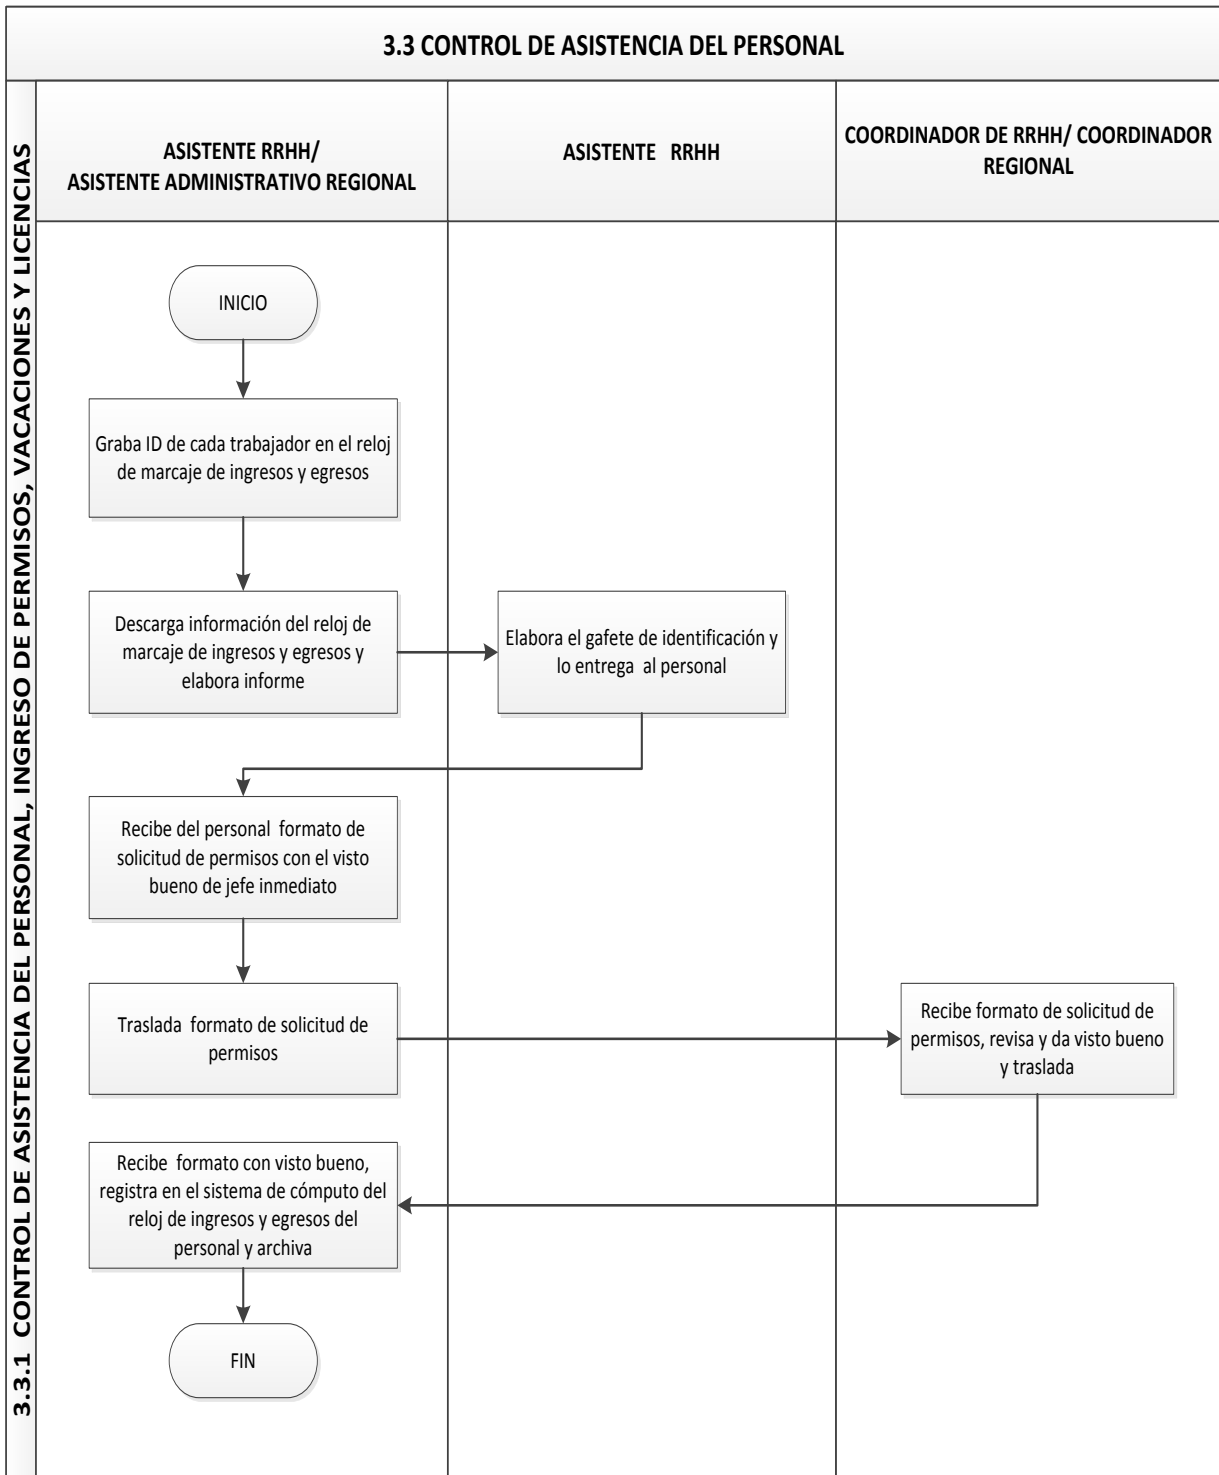 3.3 CONTROL DE ASISTENCIA DEL PERSONAL
3.3.1 CONTROL DE ASISTENCIA DEL PERSONAL, INGRESO DE PERMISOS, VACACIONES Y LICENCIAS
ASISTENTE RRHH/
ASISTENTE ADMINISTRATIVO REGIONAL
ASISTENTE RRHH
COORDINADOR DE RRHH/ COORDINADOR
REGIONAL
INICIO
Graba ID de cada trabajador en el reloj
de marcaje de ingresos y egresos
Descarga información del reloj de
marcaje de ingresos y egresos y
elabora informe
Elabora el gafete de identificación y
lo entrega al personal
Recibe del personal formato de
solicitud de permisos con el visto
bueno de jefe inmediato
Traslada formato de solicitud de
permisos
Recibe formato de solicitud de
permisos, revisa y da visto bueno
y traslada
Recibe formato con visto bueno,
registra en el sistema de cómputo del
reloj de ingresos y egresos del
personal y archiva
FIN